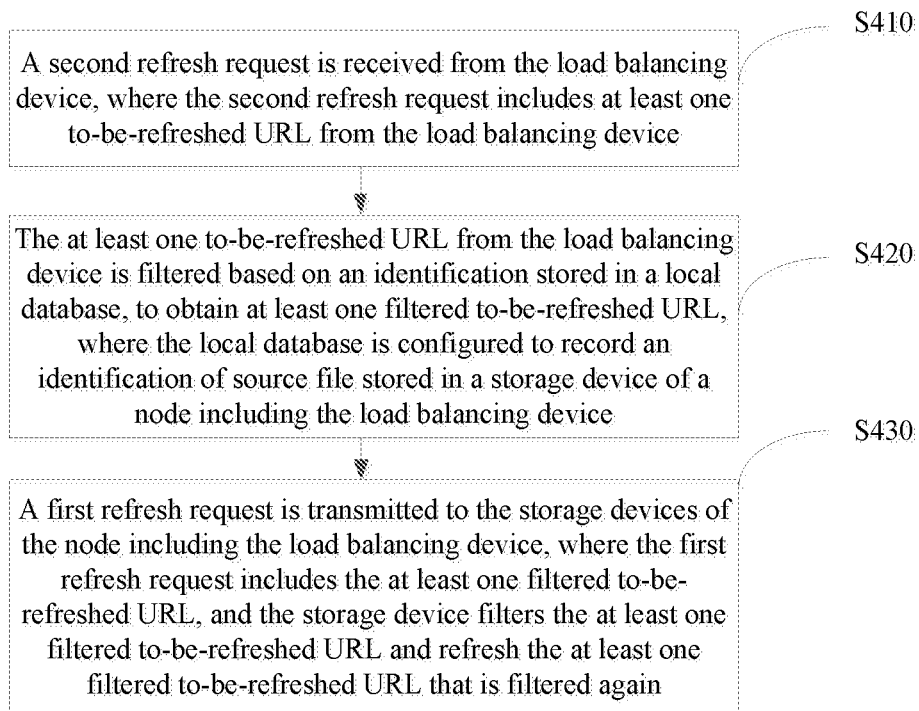 S410
A second refresh request is received from the load balancing
device, where the second refresh request includes at least one
to-be-refreshed URL from the load balancing device
The at least one to-be-refreshed URL from the load balancing
device is filtered based on an identification stored in a local
database, to obtain at least one filtered to-be-refreshed URL,
where the local database is configured to record an
identification of source file stored in a storage device of a
node including the load balancing device
S420
S430
A first refresh request is transmitted to the storage devices of
the node including the load balancing device, where the first
refresh request includes the at least one filtered to-be-
refreshed URL, and the storage device filters the at least one
filtered to-be-refreshed URL and refresh the at least one
filtered to-be-refreshed URL that is filtered again